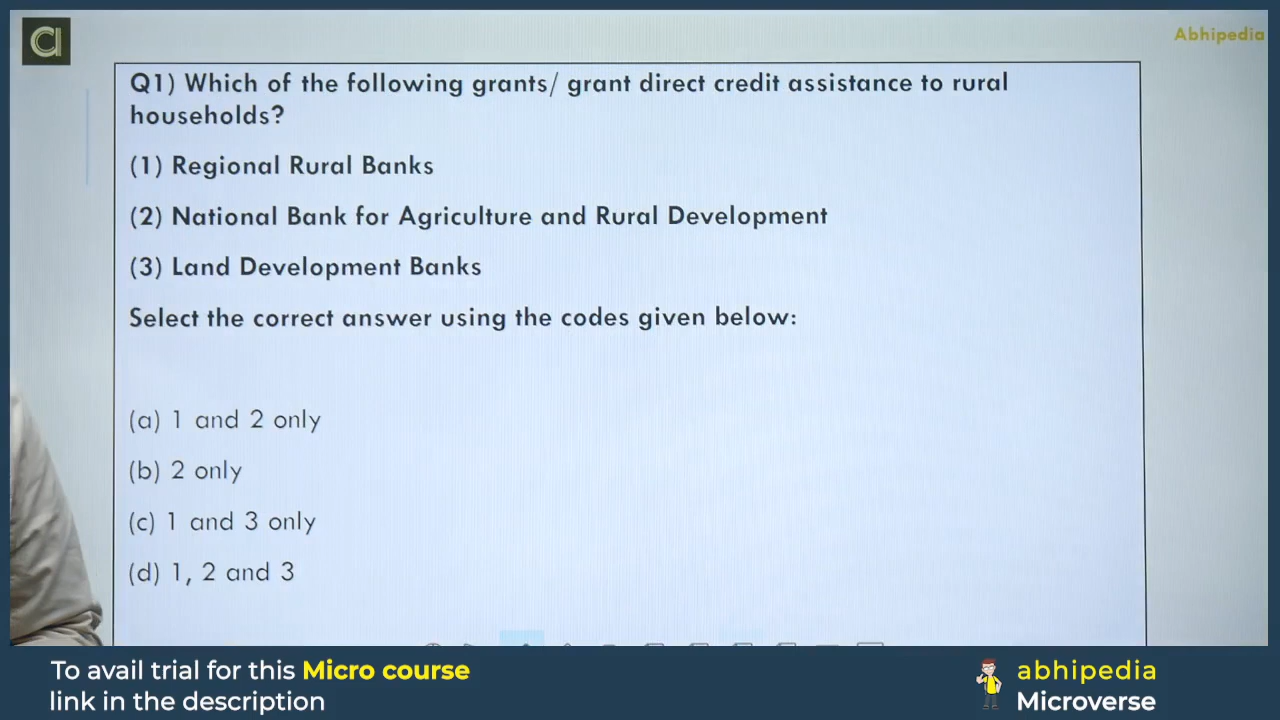 Abhipedia
Q1) Which of the following grants/ grant direct credit assistance to rural
households?
(1) Regional Rural Banks
(2) National Bank for Agriculture and Rural Development
(3) Land Development Banks
Select the correct answer using the codes given below:
(a) 1 and 2 only
(b) 2 only
(c) 1 and 3 only
(d) 1, 2 and 3
To avail trial for this Micro course
link in the description
abhipedia
Microverse